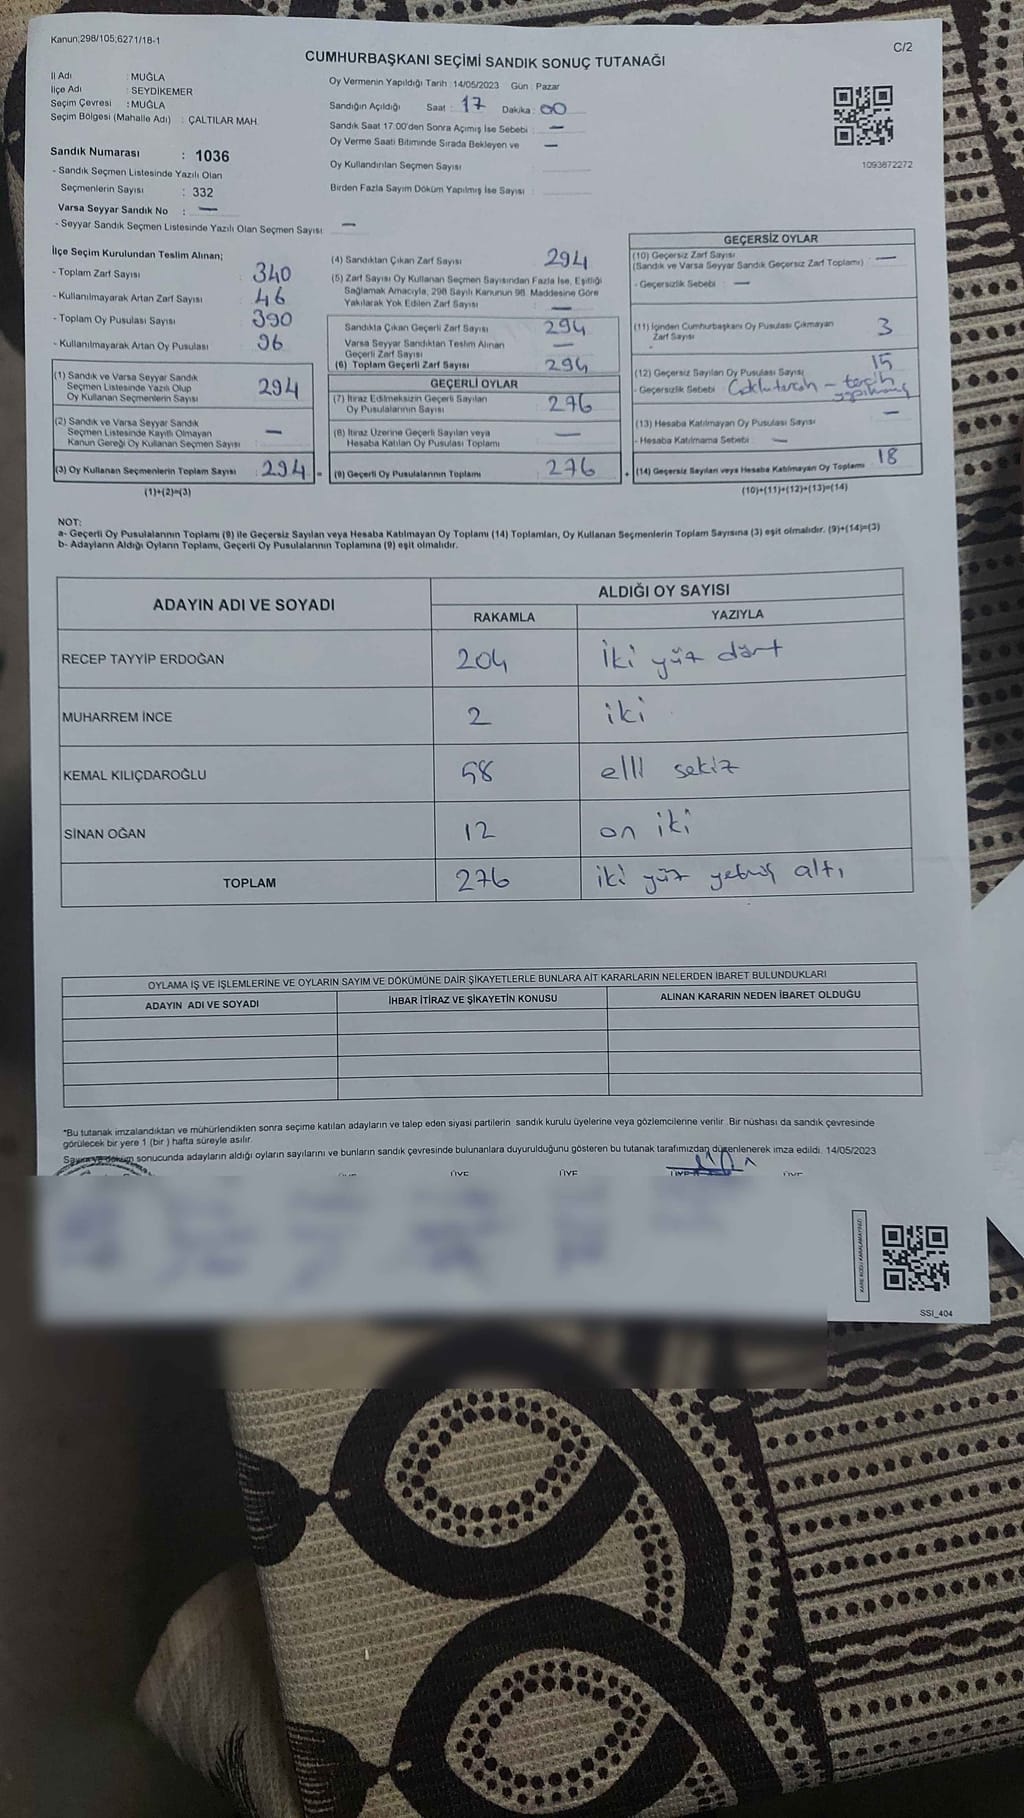 Kanun;298/105;6271/18-1
C/2
CUMHURBAŞKANI SEÇİMİ SANDIK SONUÇ TUTANAĞI
İl Adı : MUĞLA
İlçe Adı : SEYDİKEMER
Seçim Çevresi : MUĞLA
Seçim Bölgesi (Mahalle Adı) : ÇALTILAR MAH.
Sandık Numarası : 1036
- Sandık Seçmen Listesinde Yazılı Olan
Seçmenlerin Sayısı : 332
Varsa Seyyar Sandık No : —
- Seyyar Sandık Seçmen Listesinde Yazılı Olan Seçmen Sayısı : —
Oy Vermenin Yapıldığı Tarih : 14/05/2023 Gün : Pazar
Sandığın Açıldığı Saat : 17 Dakika : 00
Sandık Saat 17.00'den Sonra Açımış İse Sebebi : —
Oy Verme Saati Bitiminde Sırada Bekleyen ve —
Oy Kullandırılan Seçmen Sayısı
Birden Fazla Sayım Döküm Yapılmış İse Sayısı :
1093872272
İlçe Seçim Kurulundan Teslim Alınan;
- Toplam Zarf Sayısı : 340
- Kullanılmayarak Artan Zarf Sayısı : 46
- Toplam Oy Pusulası Sayısı : 390
- Kullanılmayarak Artan Oy Pusulası 96
(1) Sandık ve Varsa Seyyar Sandık
Seçmen Listesinde Yazılı Olup
Oy Kullanan Seçmenlerin Sayısı : 294
(2) Sandık ve Varsa Seyyar Sandık
Seçmen Listesinde Kayıtlı Olmayan
Kanun Gereği Oy Kullanan Seçmen Sayısı : —
(3) Oy Kullanan Seçmenlerin Toplam Sayısı : 294 =
(1)+(2)=(3)
(4) Sandıktan Çıkan Zarf Sayısı 294
(5) Zarf Sayısı Oy Kullanan Seçmen Sayısından Fazla İse, Eşitliği
Sağlamak Amacıyla, 298 Sayılı Kanunun 98. Maddesine Göre
Yakılarak Yok Edilen Zarf Sayısı : —
Sandıkta Çıkan Geçerli Zarf Sayısı 294
Varsa Seyyar Sandıktan Teslim Alınan
Geçerli Zarf Sayısı —
(6) Toplam Geçerli Zarf Sayısı 294
GEÇERLİ OYLAR
(7) İtiraz Edilmeksizin Geçerli Sayılan
Oy Pusulalarının Sayısı 276
(8) İtiraz Üzerine Geçerli Sayılan veya
Hesaba Katılan Oy Pusulası Toplamı —
(9) Geçerli Oy Pusulalarının Toplamı 276 +
GEÇERSİZ OYLAR
(10) Geçersiz Zarf Sayısı
(Sandık ve Varsa Seyyar Sandık Geçersiz Zarf Toplamı) : —
- Geçersizlik Sebebi : —
(11) İçinden Cumhurbaşkanı Oy Pusulası Çıkmayan
Zarf Sayısı 3
(12) Geçersiz Sayılan Oy Pusulası Sayısı 15
- Geçersizlik Sebebi : — tercih
(13) Hesaba Katılmayan Oy Pusulası Sayısı : —
- Hesaba Katılmama Sebebi : —
(14) Geçersiz Sayılan veya Hesaba Katılmayan Oy Toplamı 18
(10)+(11)+(12)+(13)=(14)
NOT:
a- Geçerli Oy Pusulalarının Toplamı (9) ile Geçersiz Sayılan veya Hesaba Katılmayan Oy Toplamı (14) Toplamları, Oy Kullanan Seçmenlerin Toplam Sayısına (3) eşit olmalıdır. (9)+(14)=(3)
b- Adayların Aldığı Oyların Toplamı, Geçerli Oy Pusulalarının Toplamına (9) eşit olmalıdır.
ADAYIN ADI VE SOYADI
ALDIĞI OY SAYISI
RAKAMLA YAZIYLA
RECEP TAYYİP ERDOĞAN 204 iki yüz dört
MUHARREM İNCE 2 iki
KEMAL KILIÇDAROĞLU 58 elli sekiz
SİNAN OĞAN 12 on iki
TOPLAM 276 iki yüz yetmiş altı
OYLAMA İŞ VE İŞLEMLERİNE VE OYLARIN SAYIM VE DÖKÜMÜNE DAİR ŞİKAYETLERLE BUNLARA AİT KARARLARIN NELERDEN İBARET BULUNDUKLARI
ADAYIN ADI VE SOYADI İHBAR İTİRAZ VE ŞİKAYETİN KONUSU ALINAN KARARIN NEDEN İBARET OLDUĞU
*Bu tutanak imzalandıktan ve mühürlendikten sonra seçime katılan adayların ve talep eden siyasi partilerin sandık kurulu üyelerine veya gözlemcilerine verilir. Bir nüshası da sandık çevresinde
görülecek bir yere 1 (bir ) hafta süreyle asılır.
Sayım ve döküm sonucunda adayların aldığı oyların sayılarını ve bunların sandık çevresinde bulunanlara duyurulduğunu gösteren bu tutanak tarafımızdan düzenlenerek imza edildi. 14/05/2023
ÜYE ÜYE ÜYE ÜYE ÜYE
KARE KODU KARALAMAYINIZ!
SSI_404